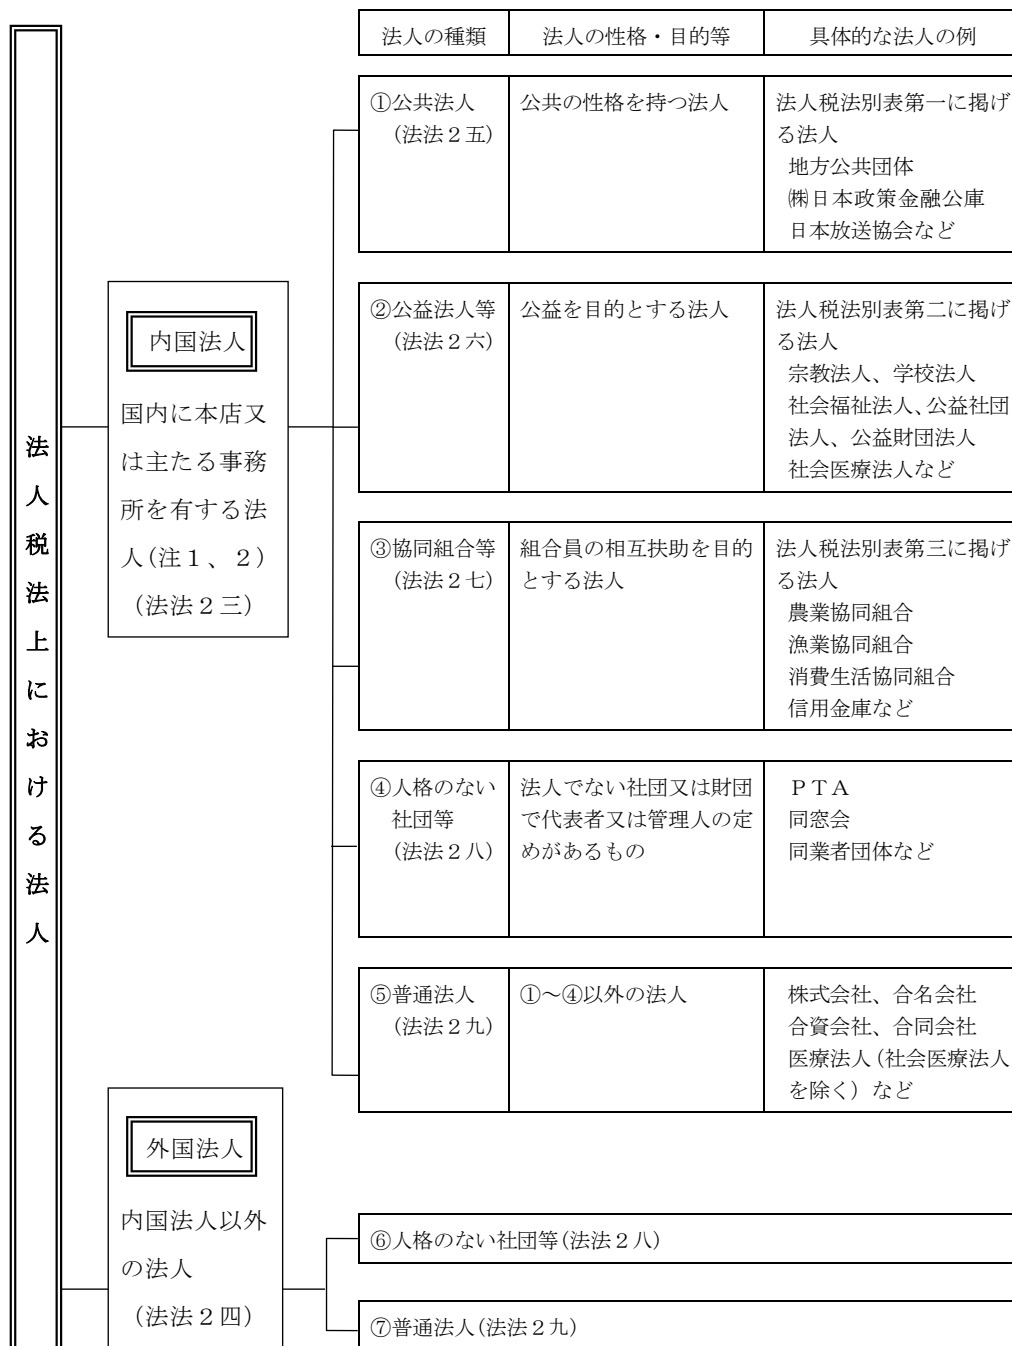 法人税法上における法人
法人の種類 法人の性格・目的等 具体的な法人の例
内国法人
国内に本店又
は主たる事務
所を有する法
人(注１、２)
(法法２三)
①公共法人
(法法２五)
公共の性格を持つ法人
法人税法別表第一に掲げ
る法人
地方公共団体
㈱日本政策金融公庫
日本放送協会など
②公益法人等
(法法２六)
公益を目的とする法人
法人税法別表第二に掲げ
る法人
宗教法人、学校法人
社会福祉法人、公益社団
法人、公益財団法人
社会医療法人など
③協同組合等
(法法２七)
組合員の相互扶助を目的
とする法人
法人税法別表第三に掲げ
る法人
農業協同組合
漁業協同組合
消費生活協同組合
信用金庫など
④人格のない
社団等
(法法２八)
法人でない社団又は財団
で代表者又は管理人の定
めがあるもの
ＰＴＡ
同窓会
同業者団体など
⑤普通法人
(法法２九)
①～④以外の法人
株式会社、合名会社
合資会社、合同会社
医療法人(社会医療法人
を除く）など
外国法人
内国法人以外
の法人
(法法２四)
⑥人格のない社団等(法法２八)
⑦普通法人(法法２九)